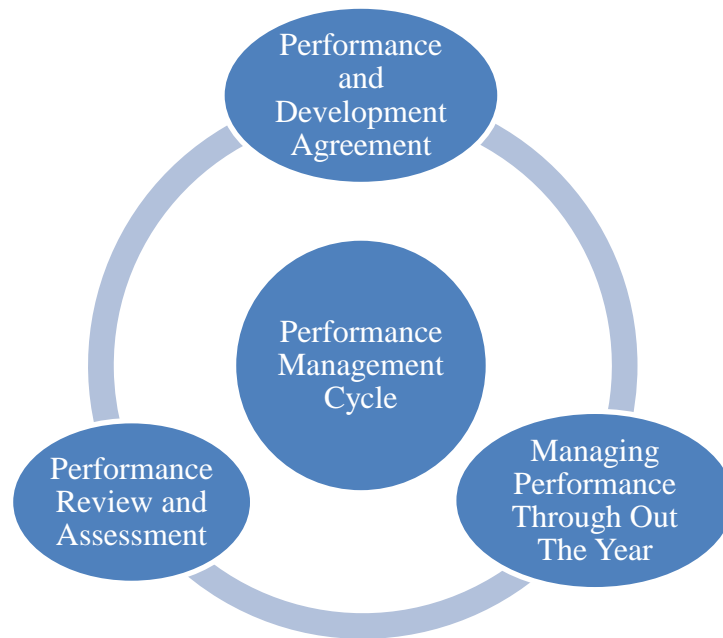 Performance
and
Development
Agreement
Performance
Management
Cycle
Managing
Performance
Through Out
The Year
Performance
Review and
Assessment